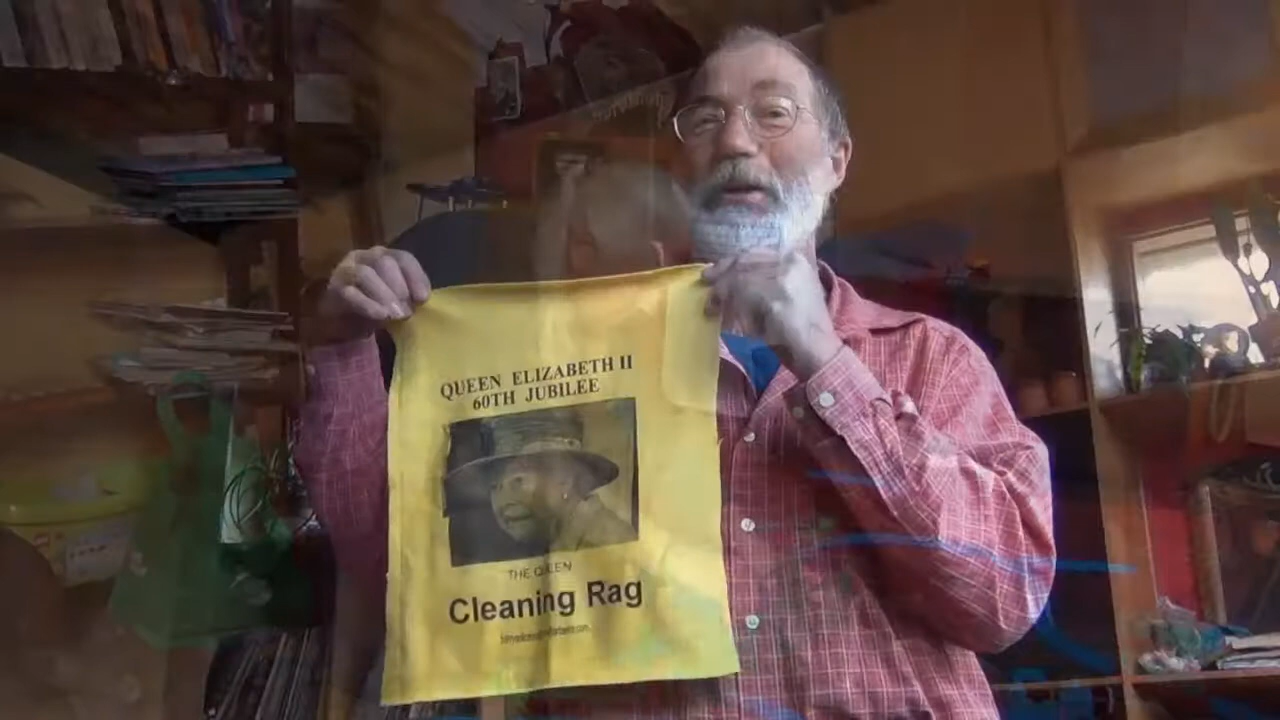 QUEEN ELIZABETH II
60TH JUBILEE
THE QUEEN
Cleaning Rag